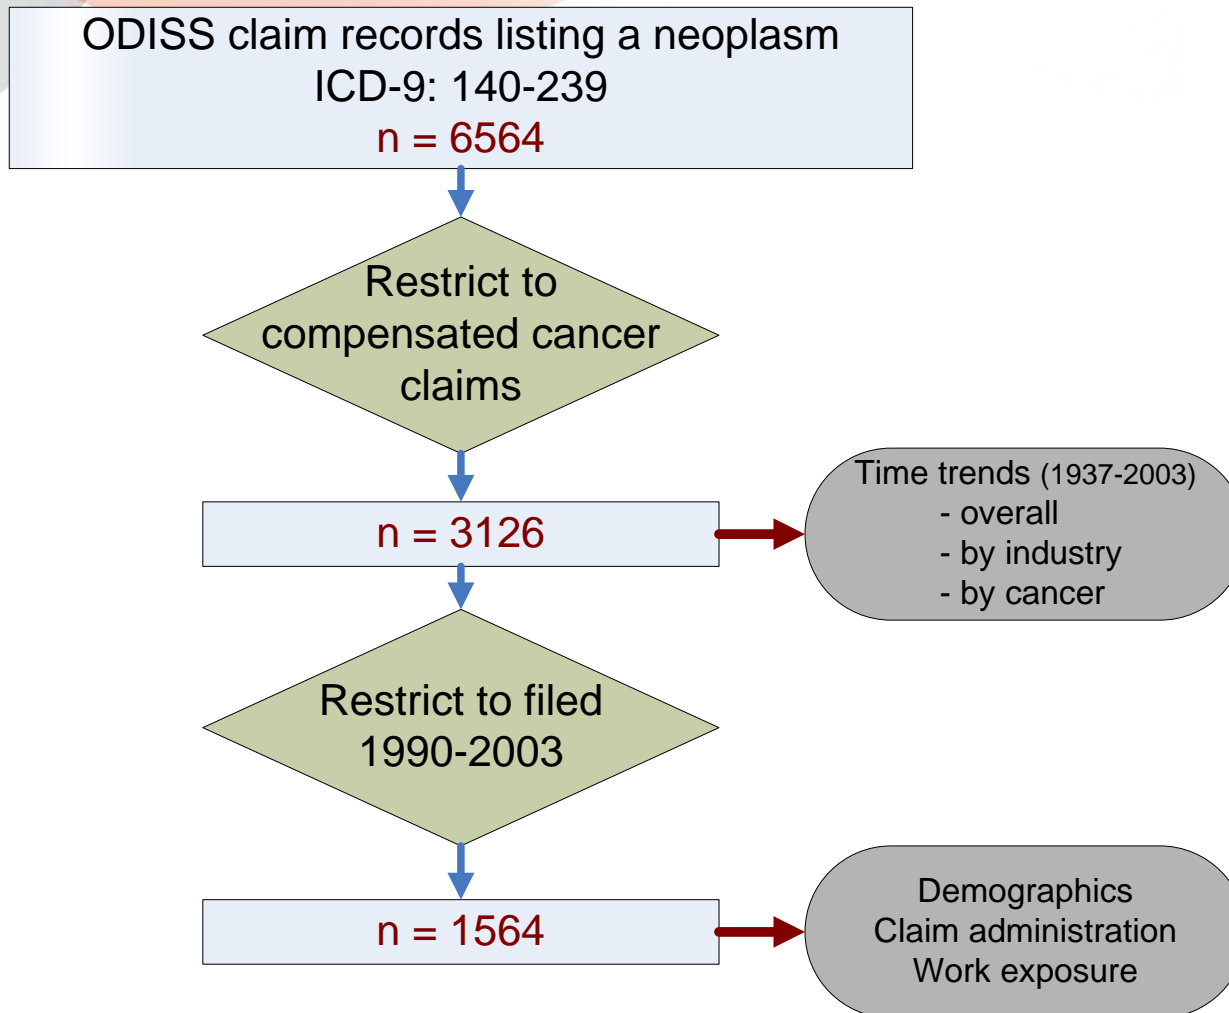 ODISS claim records listing a neoplasm
ICD-9: 140-239
n = 6564
Restrict to
compensated cancer
claims
n = 3126
Time trends (1937-2003)
- overall
- by industry
- by cancer
Restrict to filed
1990-2003
n = 1564
Demographics
Claim administration
Work exposure